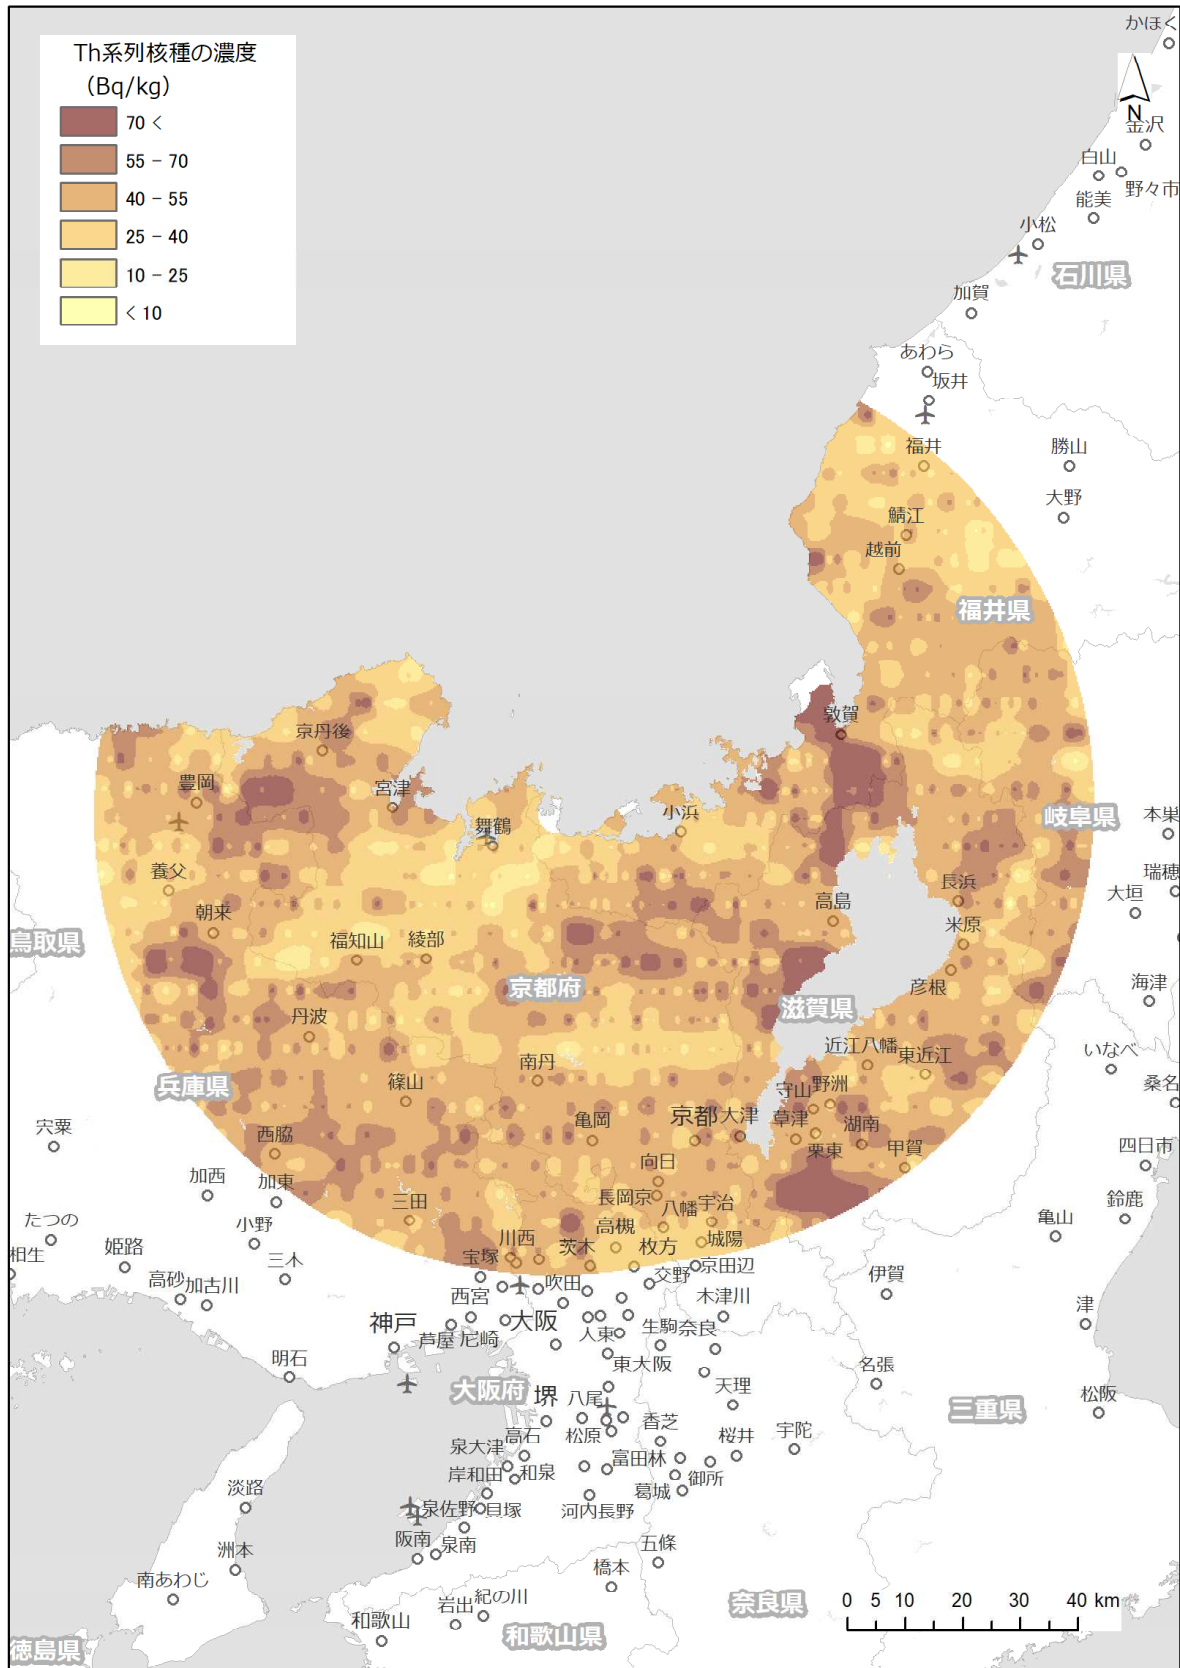 Th系列核種の濃度
（Bq/kg）
70 <
55 – 70
40 – 55
25 – 40
10 – 25
< 10
かほく
N
金沢
白山
野々市
能美
小松
石川県
加賀
あわら
坂井
福井
勝山
大野
鯖江
越前
福井県
敦賀
京丹後
豊岡
宮津
小浜
舞鶴
岐阜県
本巣
養父
長浜
瑞穂
大垣
高島
朝来
米原
鳥取県
福知山
綾部
京都府
彦根
海津
滋賀県
丹波
近江八幡
東近江
いなべ
南丹
兵庫県
篠山
守山
野洲
桑名
宍粟
亀岡
京都
大津
草津
湖南
西脇
栗東
甲賀
四日市
向日
加西
加東
長岡京
三田
八幡
宇治
鈴鹿
たつの
小野
高槻
亀山
相生
姫路
三木
宝塚
川西
茨木
枚方
城陽
京田辺
高砂
加古川
吹田
交野
伊賀
西宮
木津川
津
神戸
芦屋
尼崎
大阪
人東
生駒
奈良
明石
東大阪
名張
大阪府
天理
堺
八尾
三重県
松阪
高石
松原
香芝
桜井
宇陀
泉大津
岸和田
和泉
富田林
御所
淡路
葛城
泉佐野
貝塚
河内長野
阪南
泉南
五條
洲本
橋本
南あわじ
紀の川
岩出
和歌山
奈良県
0 5 10 20 30 40 km
和歌山県
徳島県